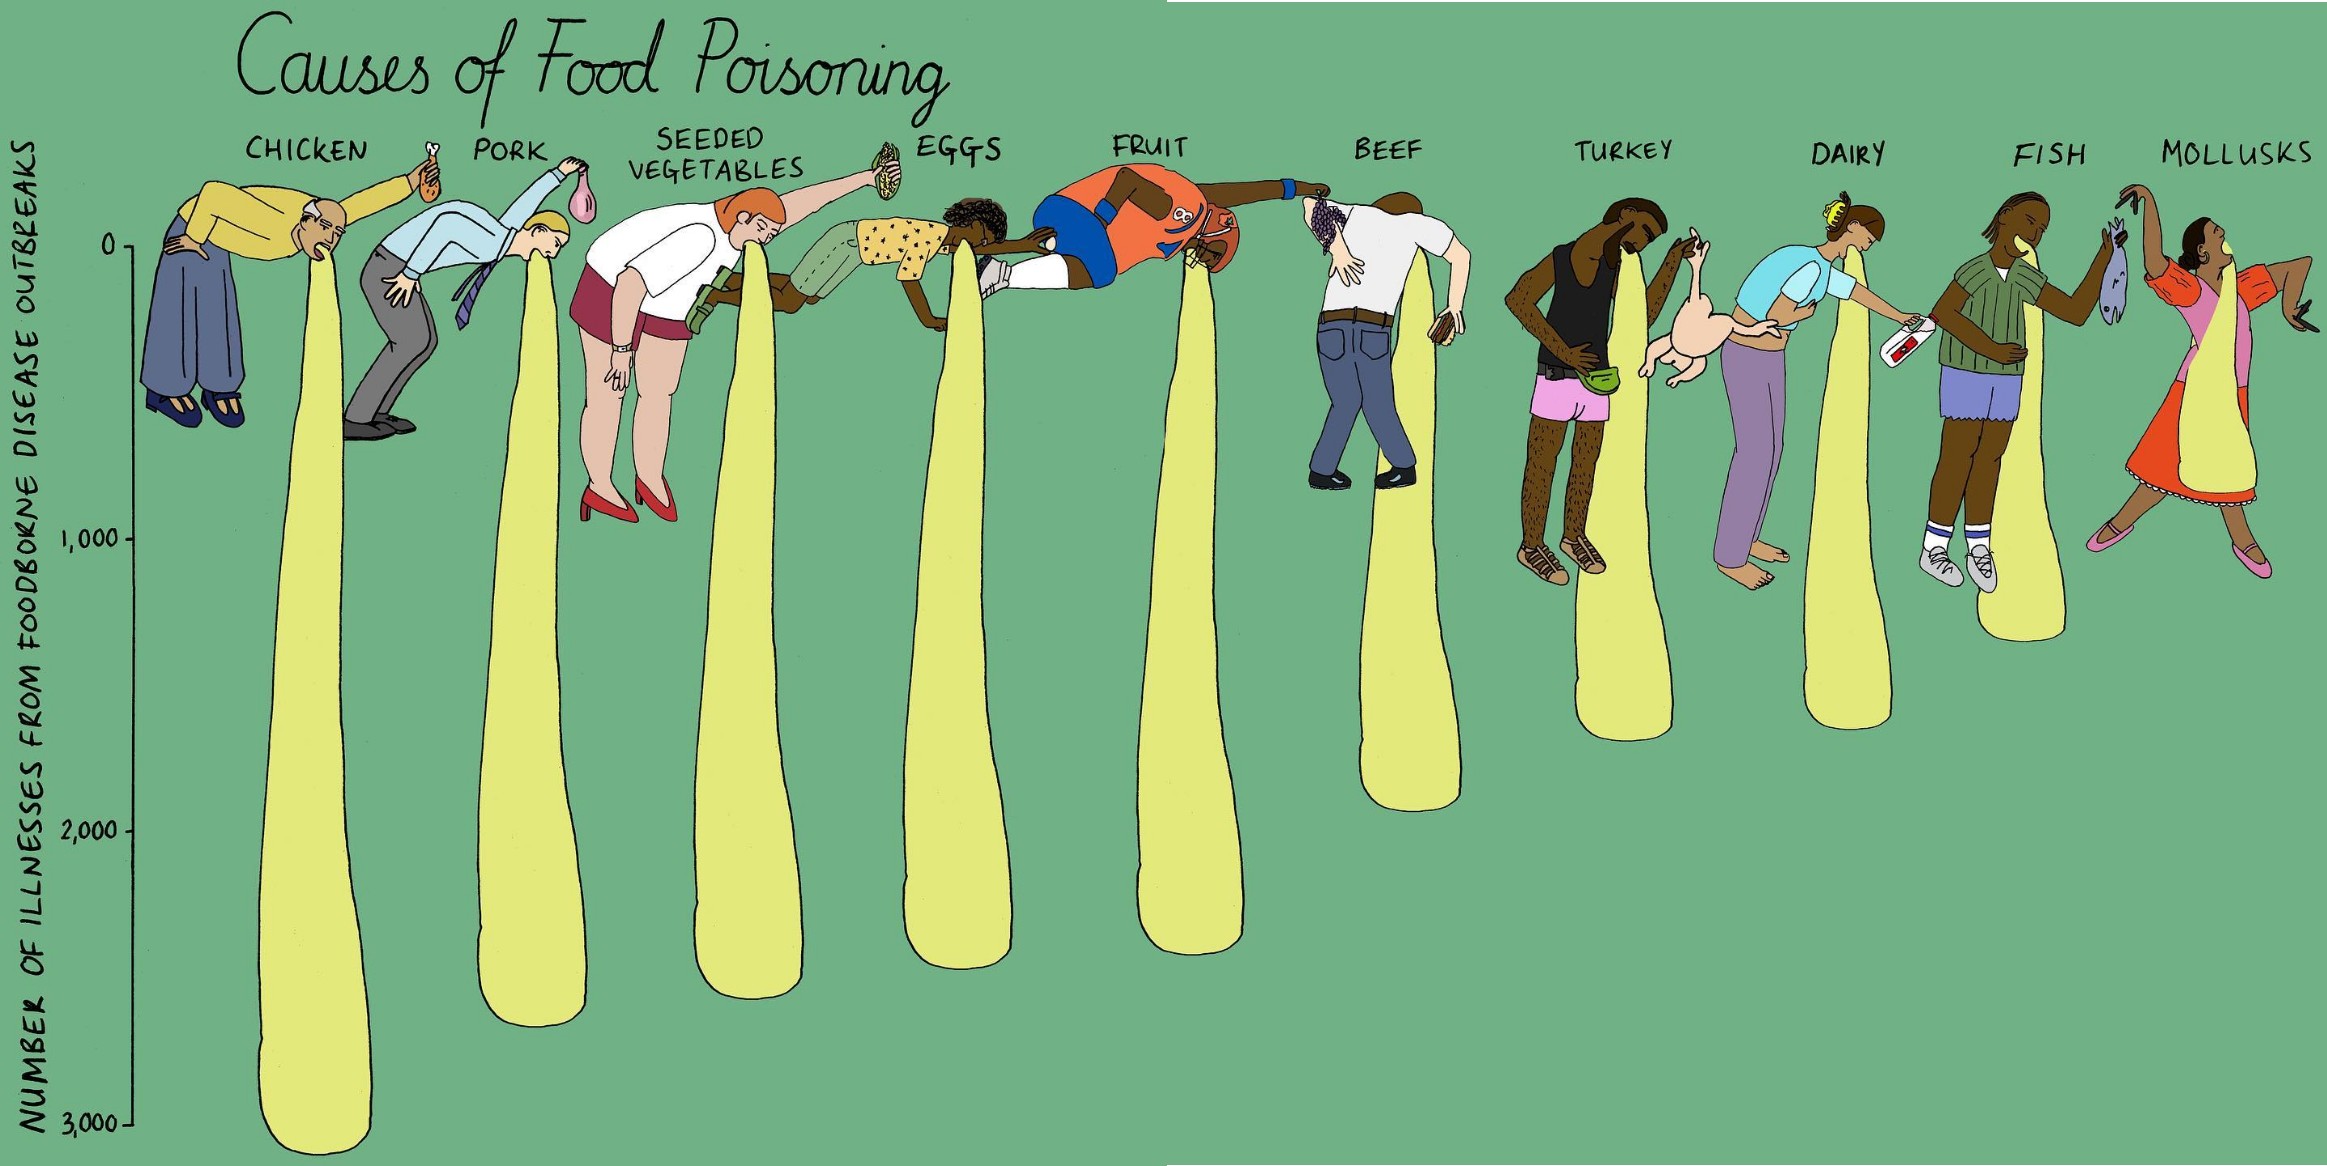 Causes of Food Poisoning
CHICKEN
PORK
SEEDED
VEGETABLES
EGGS
FRUIT
BEEF
TURKEY
DAIRY
FISH
MOLLUSKS
NUMBER OF ILLNESSES FROM FOODBORNE DISEASE OUTBREAKS
0
1,000
2,000
3,000